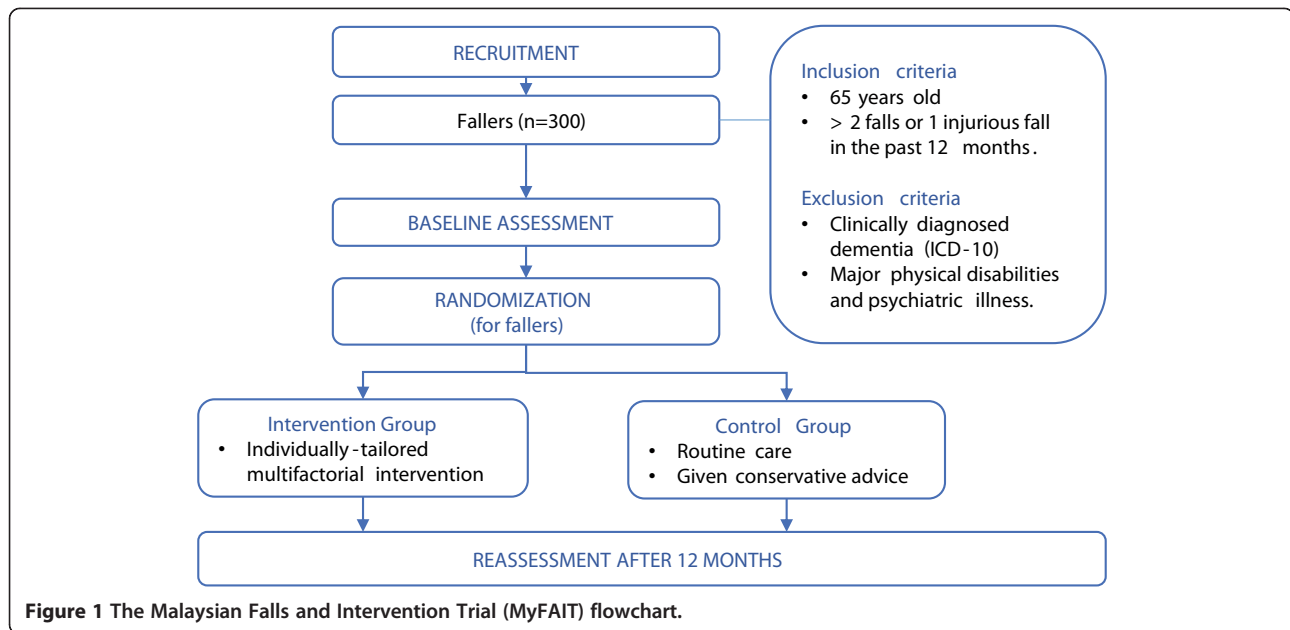 RECRUITMENT
Fallers (n=300)
Inclusion criteria
• 65 years old
• > 2 falls or 1 injurious fall
in the past 12 months.
Exclusion criteria
• Clinically diagnosed
dementia (ICD-10)
• Major physical disabilities
and psychiatric illness.
BASELINE ASSESSMENT
RANDOMIZATION
(for fallers)
Intervention Group
• Individually-tailored
multifactorial intervention
Control Group
• Routine care
• Given conservative advice
REASSESSMENT AFTER 12 MONTHS
Figure 1 The Malaysian Falls and Intervention Trial (MyFAIT) flowchart.